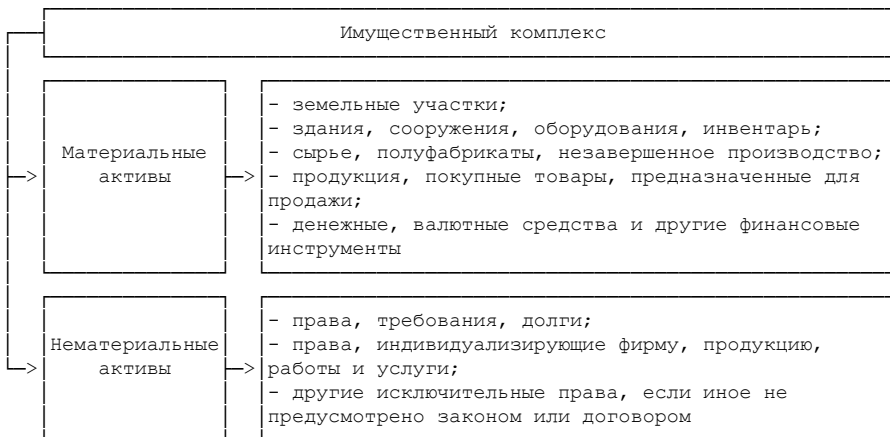 Имущественный комплекс
- земельные участки;
- здания, сооружения, оборудования, инвентарь;
Материальные
активы
- сырье, полуфабрикаты, незавершенное производство;
- продукция, покупные товары, предназначенные для
продажи;
- денежные, валютные средства и другие финансовые
инструменты
Нематериальные
активы
- права, требования, долги;
- права, индивидуализирующие фирму, продукцию,
работы и услуги;
- другие исключительные права, если иное не
предусмотрено законом или договором